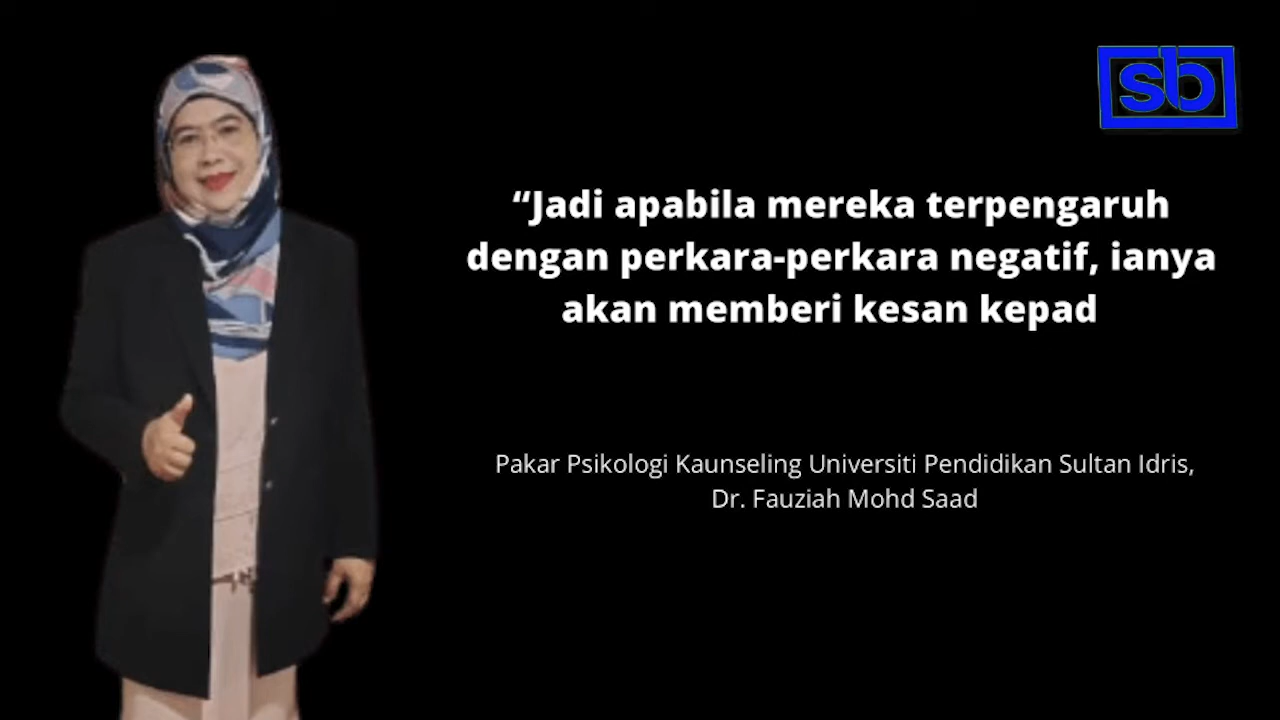 sb
“Jadi apabila mereka terpengaruh
dengan perkara-perkara negatif, ianya
akan memberi kesan kepad
Pakar Psikologi Kaunseling Universiti Pendidikan Sultan Idris,
Dr. Fauziah Mohd Saad